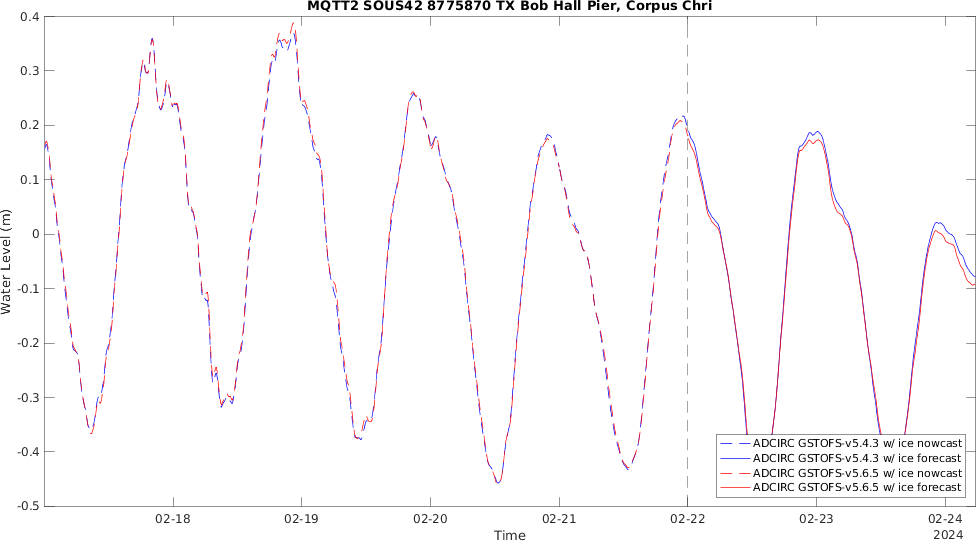 MQTT2 SOUS42 8775870 TX Bob Hall Pier, Corpus Chri
0.4
0.3
0.2
0.1
0
-0.1
-0.2
-0.3
-0.4
-0.5
Water Level (m)
ADCIRC GSTOFS-v5.4.3 w/ ice nowcast
ADCIRC GSTOFS-v5.4.3 w/ ice forecast
ADCIRC GSTOFS-v5.6.5 w/ ice nowcast
ADCIRC GSTOFS-v5.6.5 w/ ice forecast
02-18 02-19 02-20 02-21 02-22 02-23 02-24
Time
2024